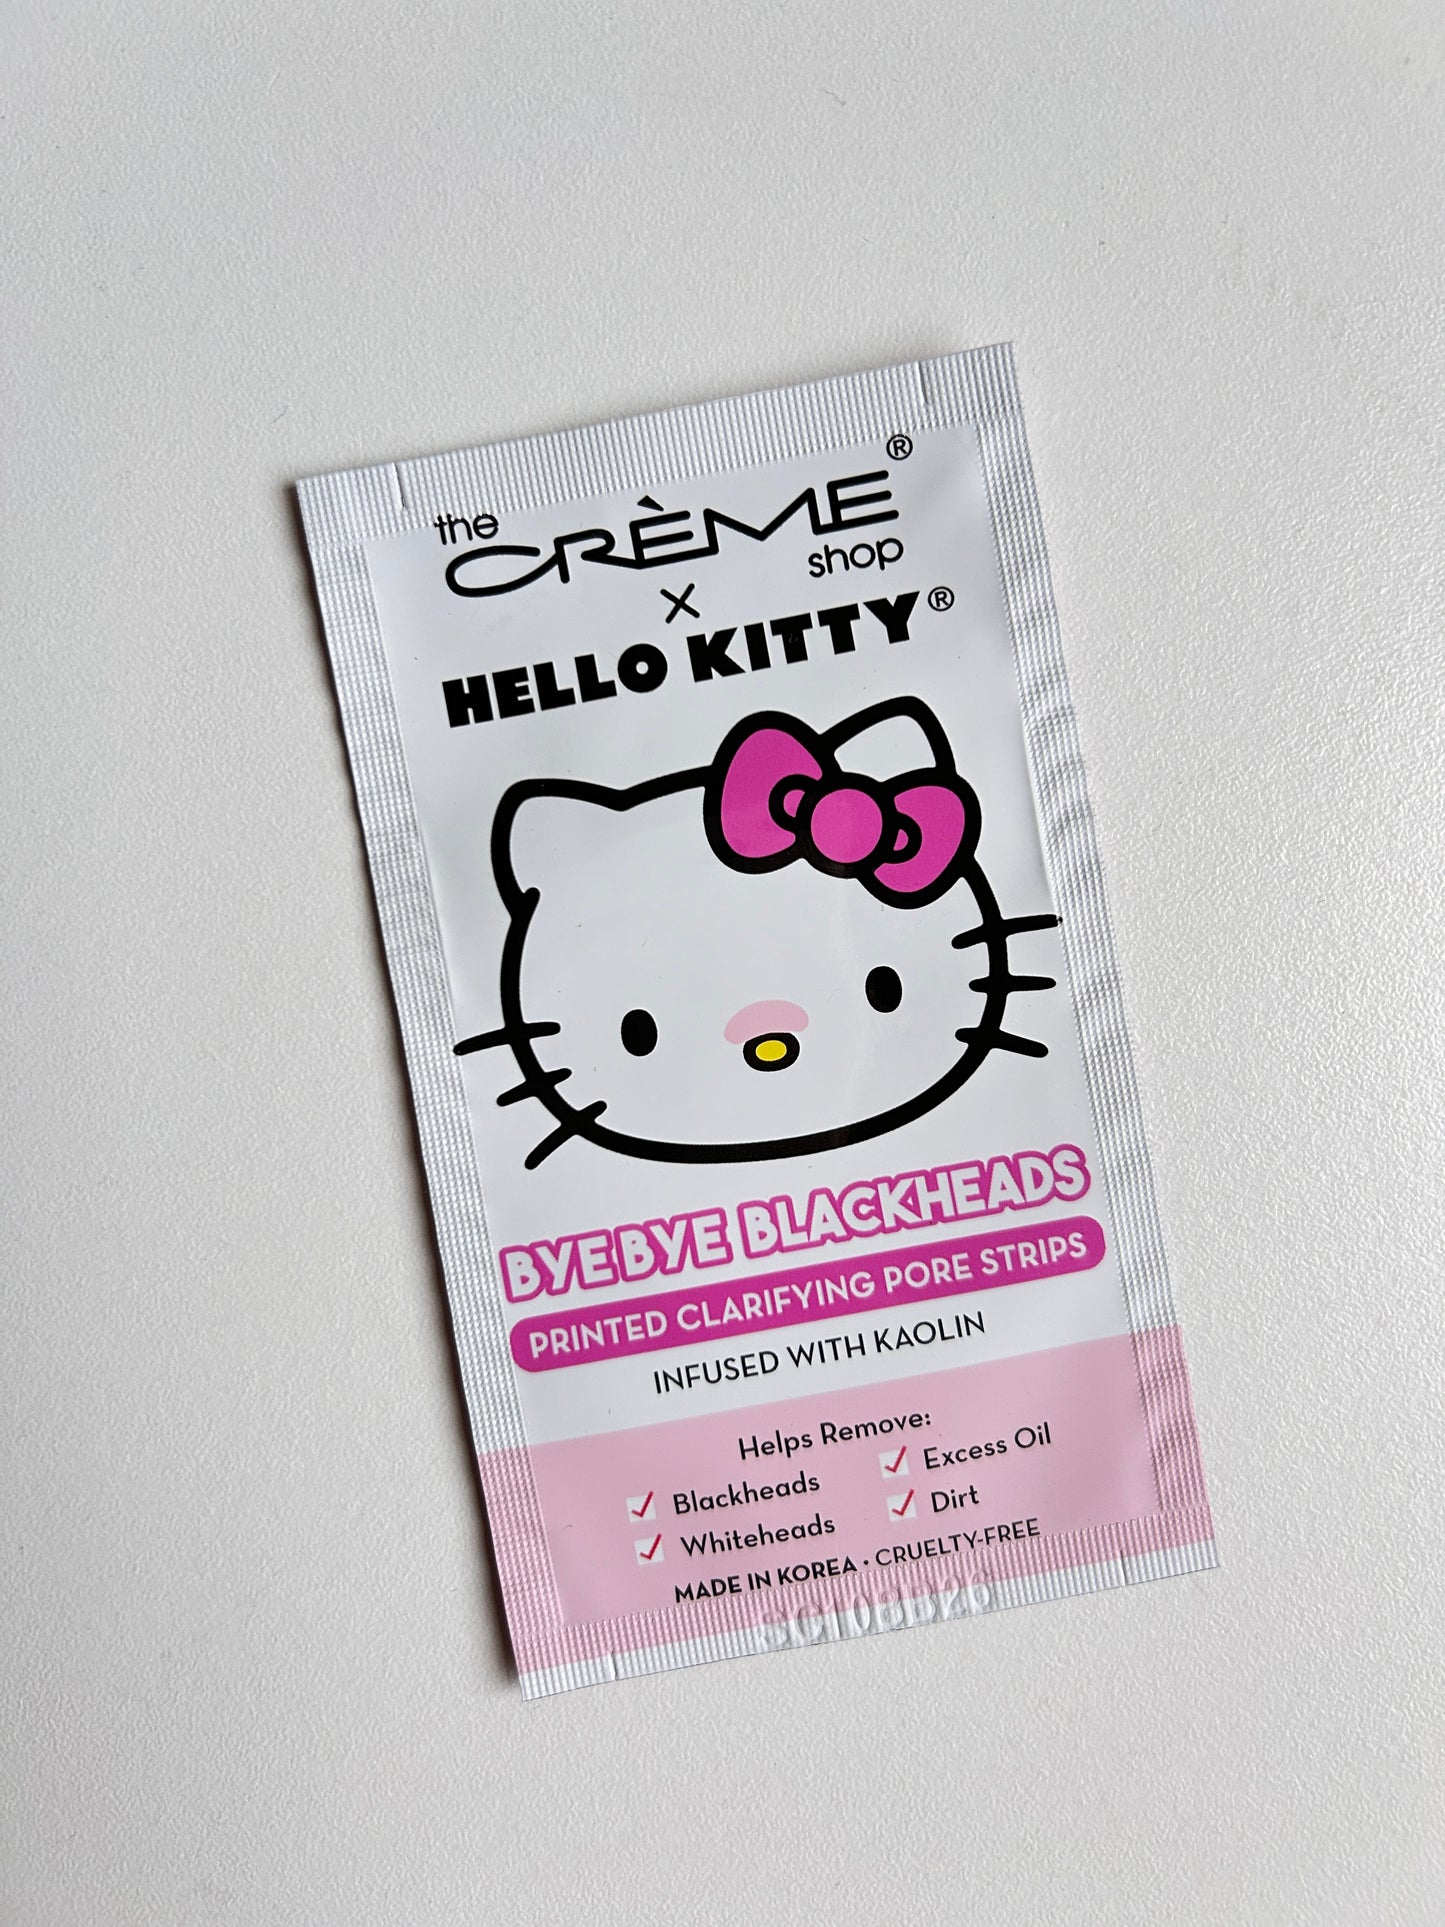 the CRÈME® shop
X
HELLO KITTY®
BYE BYE BLACKHEADS
PRINTED CLARIFYING PORE STRIPS
INFUSED WITH KAOLIN
Helps Remove:
Blackheads Excess Oil
Whiteheads Dirt
MADE IN KOREA • CRUELTY-FREE
SC108B26